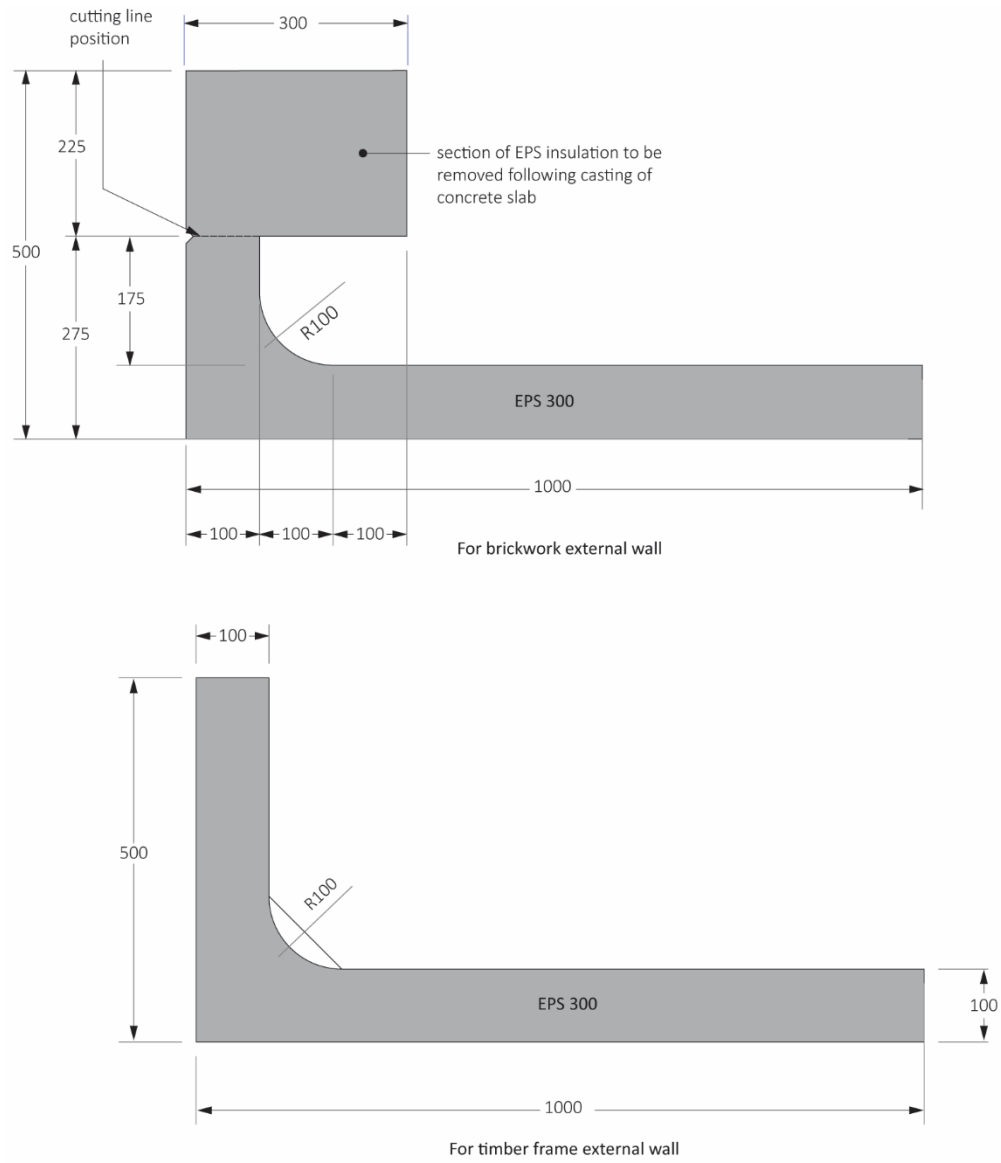 cutting line
position
300
225
section of EPS insulation to be
removed following casting of
concrete slab
500
175
275
R100
EPS 300
1000
100
100
100
For brickwork external wall
100
R100
500
EPS 300
100
1000
For timber frame external wall